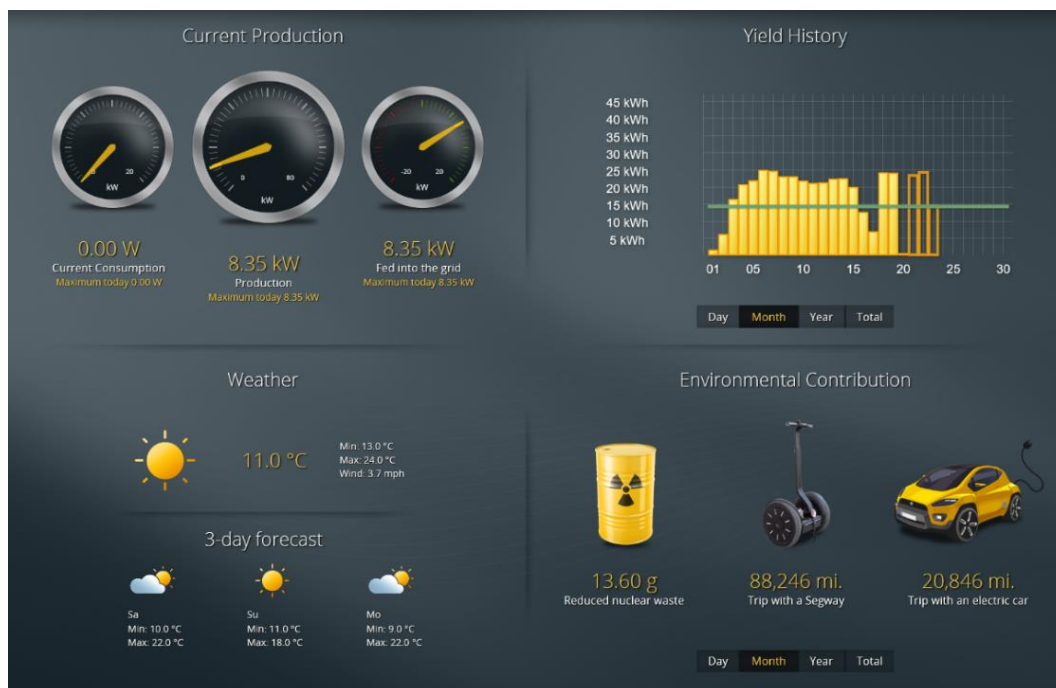 Current Production
0 20
kW
0 80
kW
-20 20
kW
0.00 W
Current Consumption
Maximum today 0.00 W
8.35 kW
Production
Maximum today 8.35 kW
8.35 kW
Fed into the grid
Maximum today 8.35 kW
Yield History
45 kWh
40 kWh
35 kWh
30 kWh
25 kWh
20 kWh
15 kWh
10 kWh
5 kWh
01 05 10 15 20 25 30
Day Month Year Total
Weather
11.0 °C
Min: 13.0 °C
Max: 24.0 °C
Wind: 3.7 mph
3-day forecast
Sa
Min: 10.0 °C
Max: 22.0 °C
Su
Min: 11.0 °C
Max: 18.0 °C
Mo
Min: 9.0 °C
Max: 22.0 °C
Environmental Contribution
13.60 g
Reduced nuclear waste
88,246 mi.
Trip with a Segway
20,846 mi.
Trip with an electric car
Day Month Year Total